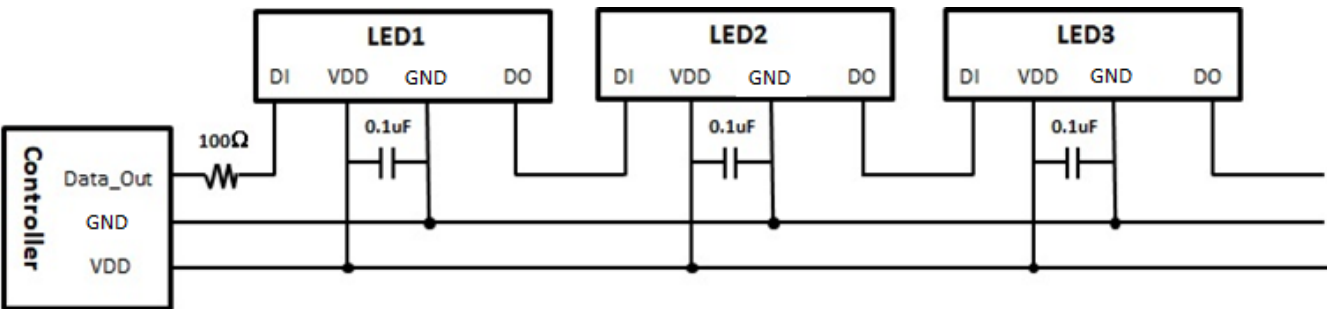 LED1
DI VDD GND DO
LED2
DI VDD GND DO
LED3
DI VDD GND DO
0.1uF
0.1uF
0.1uF
100Ω
Controller
Data_Out
GND
VDD